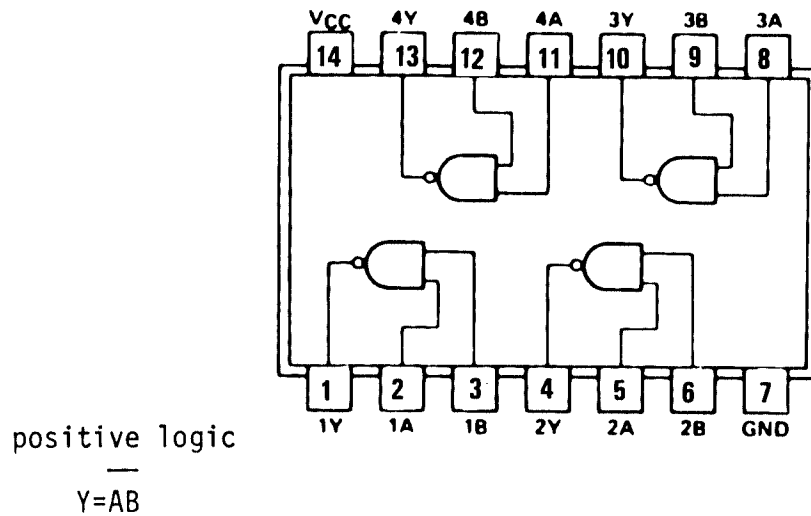 VCC 4Y 4B 4A 3Y 3B 3A
14 13 12 11 10 9 8
1 2 3 4 5 6 7
1Y 1A 1B 2Y 2A 2B GND
positive logic
Y=A̅B̅